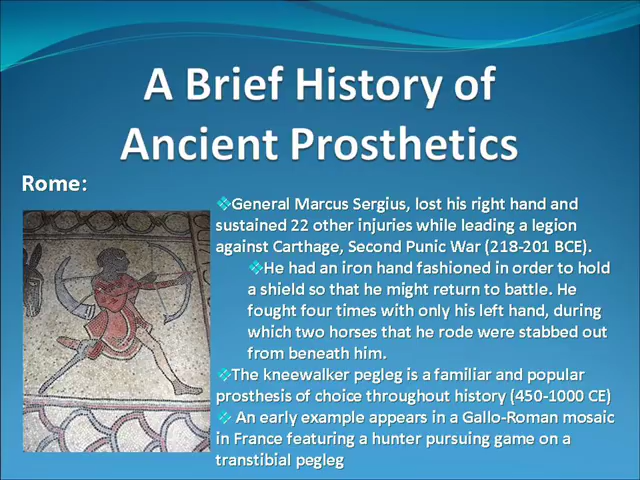 A Brief History of
Ancient Prosthetics
Rome:
General Marcus Sergius, lost his right hand and
sustained 22 other injuries while leading a legion
against Carthage, Second Punic War (218-201 BCE).
He had an iron hand fashioned in order to hold
a shield so that he might return to battle. He
fought four times with only his left hand, during
which two horses that he rode were stabbed out
from beneath him.
The kneewalker pegleg is a familiar and popular
prosthesis of choice throughout history (450-1000 CE)
An early example appears in a Gallo-Roman mosaic
in France featuring a hunter pursuing game on a
transtibial pegleg